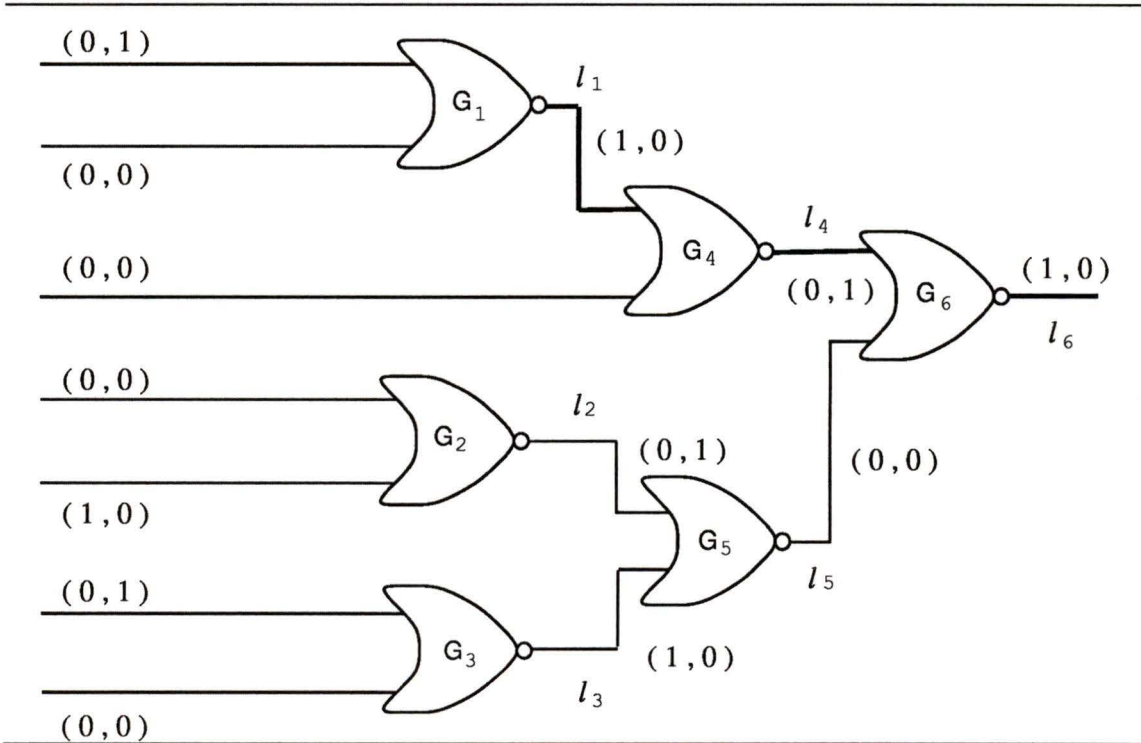 (0,1)
l1
G1
(1,0)
(0,0)
l4
(0,0)
G4
(1,0)
(0,1)
G6
l6
(0,0)
l2
G2
(0,1)
(0,0)
(1,0)
G5
l5
(0,1)
G3
(1,0)
l3
(0,0)